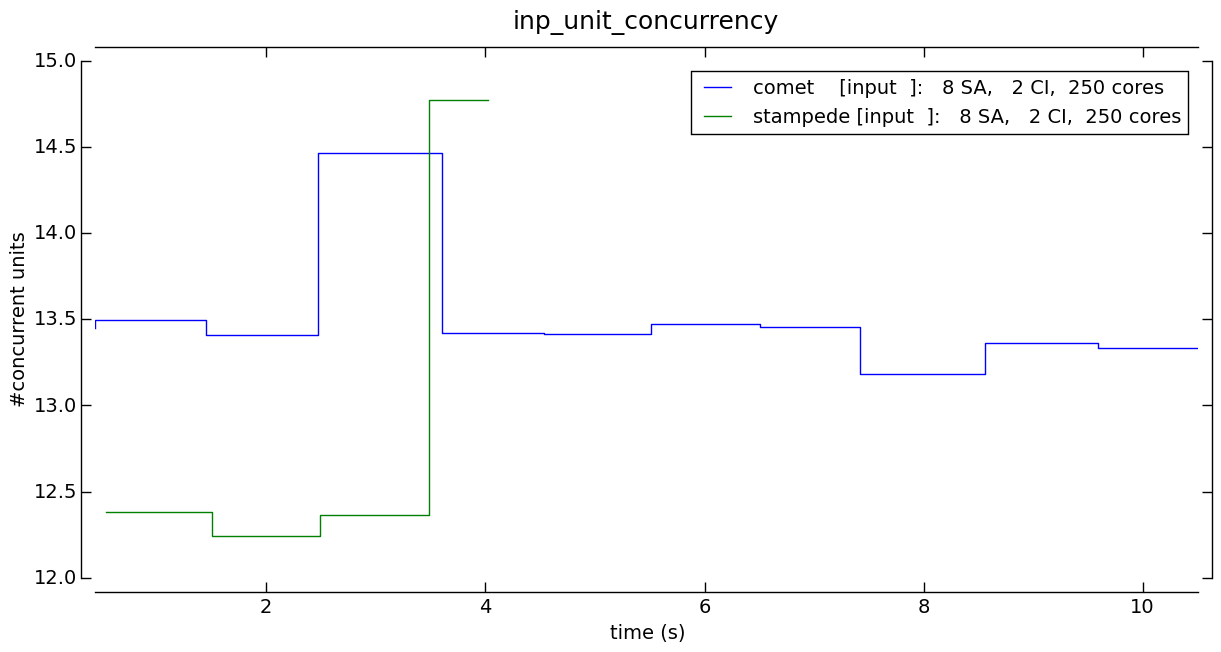 inp_unit_concurrency
15.0
14.5
14.0
13.5
13.0
12.5
12.0
#concurrent units
comet    [input  ]:   8 SA,   2 CI,  250 cores
stampede [input  ]:   8 SA,   2 CI,  250 cores
2 4 6 8 10
time (s)